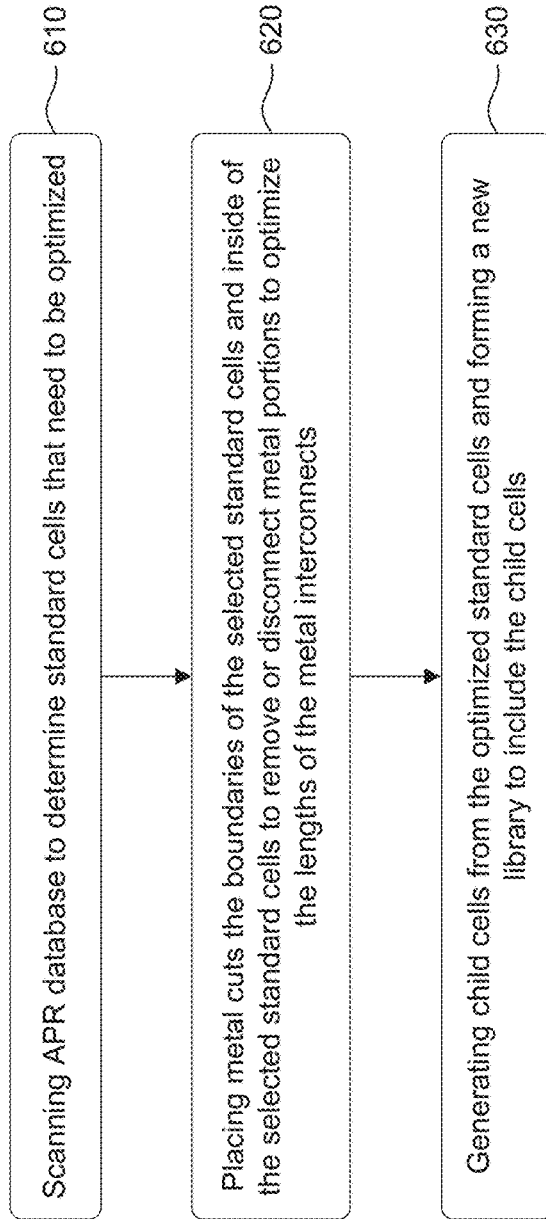 Scanning APR database to determine standard cells that need to be optimized
610
Placing metal cuts the boundaries of the selected standard cells and inside of
the selected standard cells to remove or disconnect metal portions to optimize
the lengths of the metal interconnects
620
Generating child cells from the optimized standard cells and forming a new
library to include the child cells
630